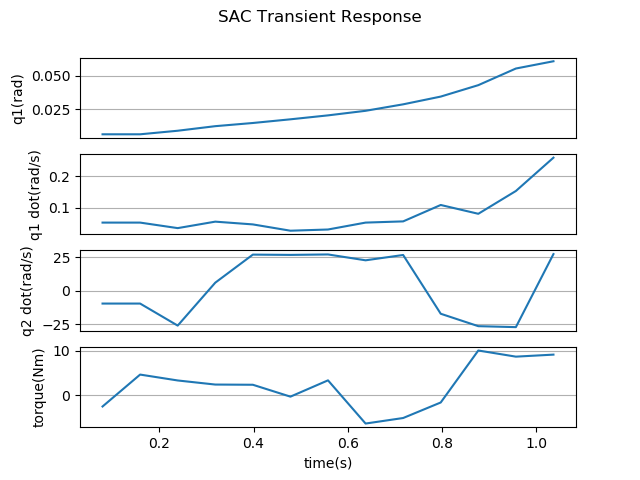 SAC Transient Response
0.050
0.025
q1(rad)
0.2
0.1
q1 dot(rad/s)
25
0
−25
q2 dot(rad/s)
10
0
torque(Nm)
0.2 0.4 0.6 0.8 1.0
time(s)